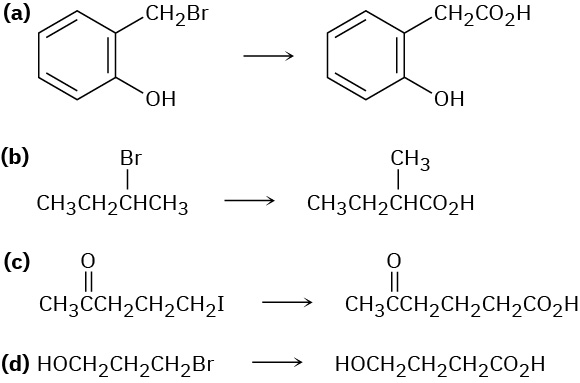 (a) CH₂Br CH₂CO₂H
OH OH
(b) Br CH₃
CH₃CH₂CHCH₃ CH₃CH₂CHCO₂H
(c) O O
CH₃CCH₂CH₂CH₂I CH₃CCH₂CH₂CH₂CO₂H
(d) HOCH₂CH₂CH₂Br HOCH₂CH₂CH₂CO₂H